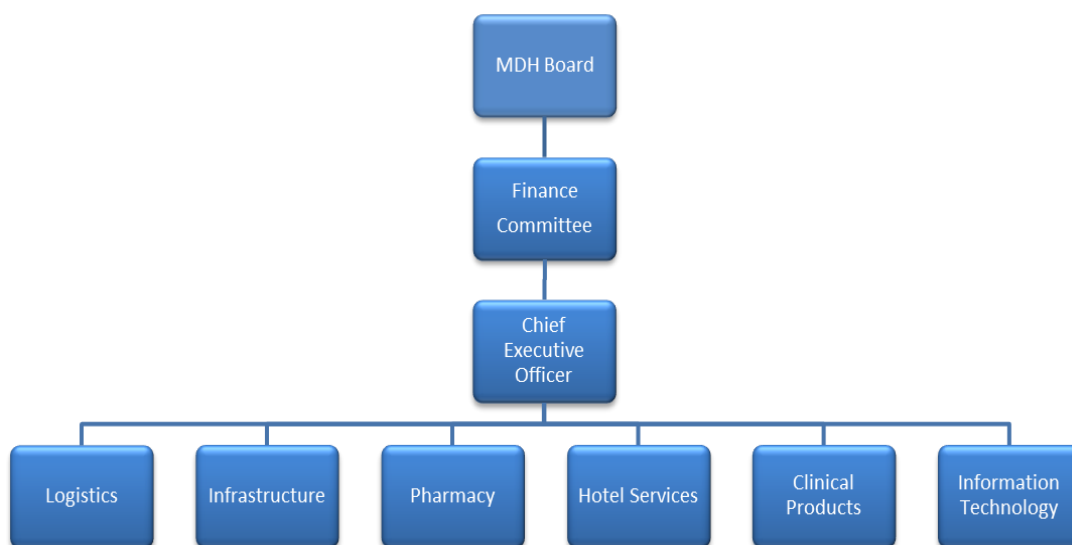 MDH Board
Finance
Committee
Chief
Executive
Officer
Logistics
Infrastructure
Pharmacy
Hotel Services
Clinical
Products
Information
Technology